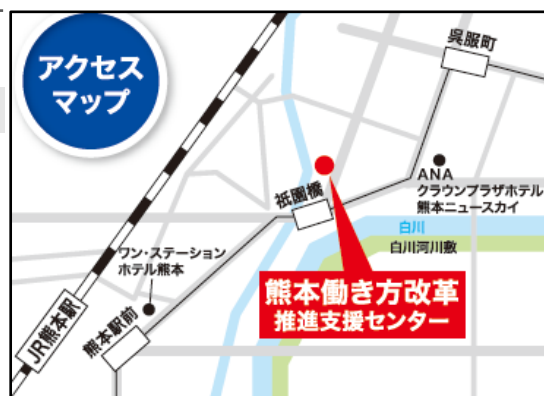 アクセス
マップ
呉服町
ANA
クラウンプラザホテル
熊本ニュースカイ
祇園橋
白川
白川河川敷
ワン・ステーション
ホテル熊本
熊本働き方改革
推進支援センター
JR熊本駅
熊本駅前